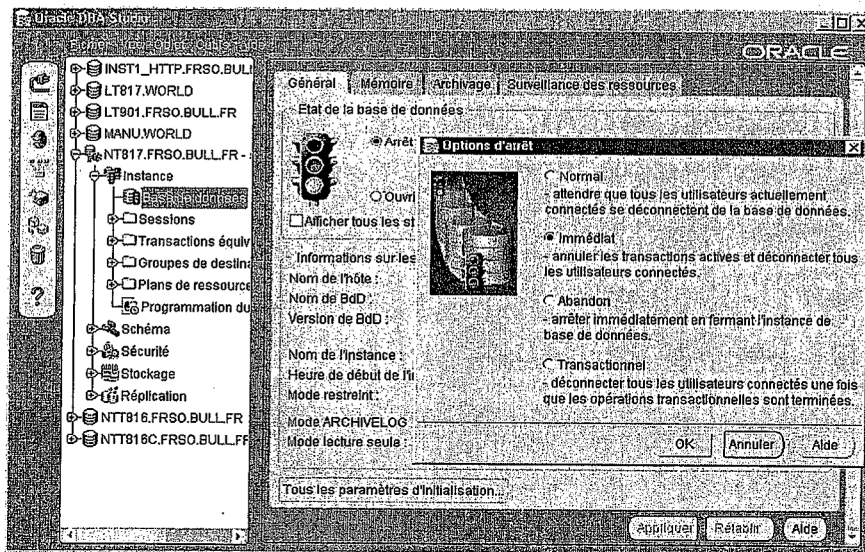 Oracle DBA Studio
ORACLE
INST1_HTTP.FRSO.BULI
LT817.WORLD
LT901.FRSO.BULL.FR
MANU.WORLD
NT817.FRSO.BULL.FR -
Instance
Base de données
Sessions
Transactions équiv
Groupes de destina
Plans de ressource
Programmation du
Schéma
Sécurité
Stockage
Réplication
NTT816.FRSO.BULL.FR
NTT816C.FRSO.BULL.FF
Général
Mémoire
Archivage
Surveillance des ressources
Etat de la base de données
Arrêt
Ouvri
Afficher tous les st
Informations sur les
Nom de l'hôte :
Nom de BdD :
Version de BdD :
Nom de l'instance :
Heure de début de l'i
Mode restreint :
Mode ARCHIVELOG
Mode lecture seule :
Tous les paramètres d'initialisation...
Options d'arrêt
Normal
- attendre que tous les utilisateurs actuellement
connectés se déconnectent de la base de données.
Immédiat
- annuler les transactions actives et déconnecter tous
les utilisateurs connectés.
Abandon
- arrêter immédiatement en fermant l'instance de
base de données.
Transactionnel
- déconnecter tous les utilisateurs connectés une fois
que les opérations transactionnelles sont terminées.
OK
Annuler
Aide
Appliquer
Rétablir
Aide